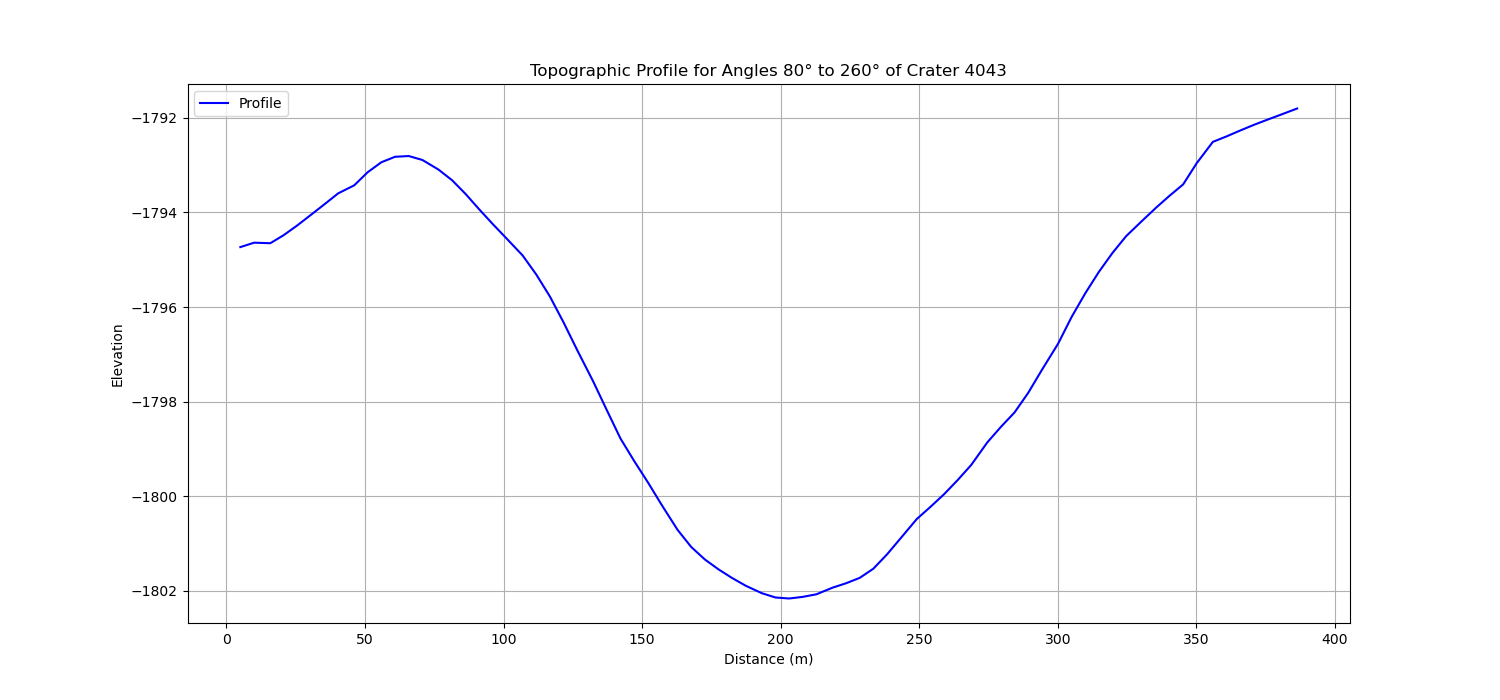 Topographic Profile for Angles 80° to 260° of Crater 4043
Profile
−1792
−1794
−1796
−1798
−1800
−1802
Elevation
0 50 100 150 200 250 300 350 400
Distance (m)